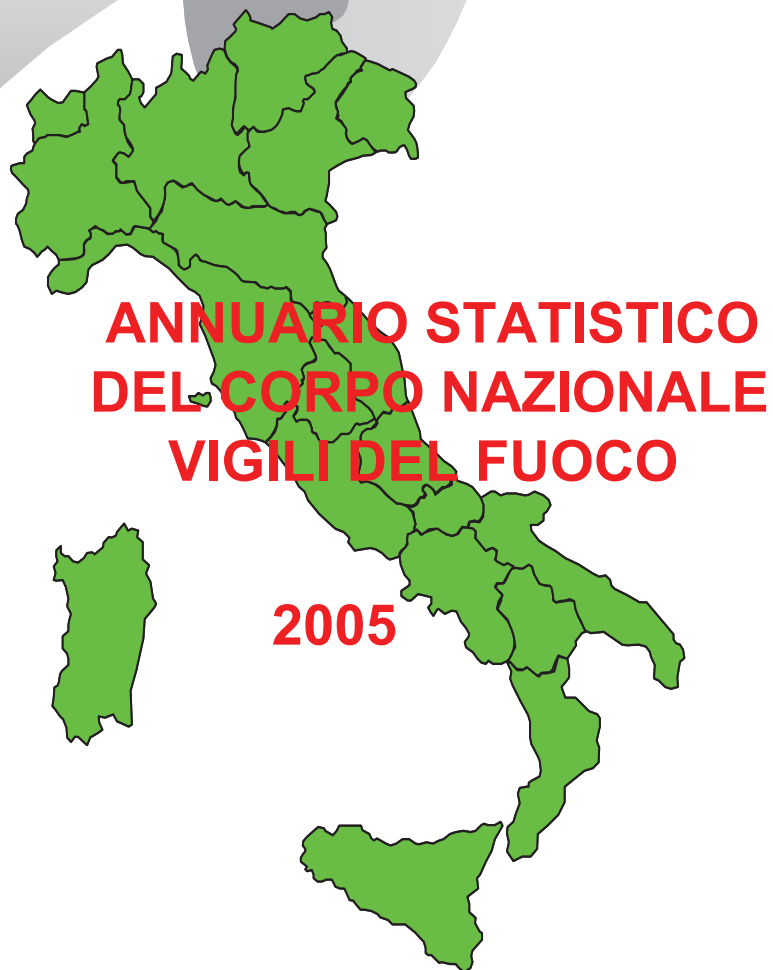 ANNUARIO STATISTICO
DEL CORPO NAZIONALE
VIGILI DEL FUOCO
2005